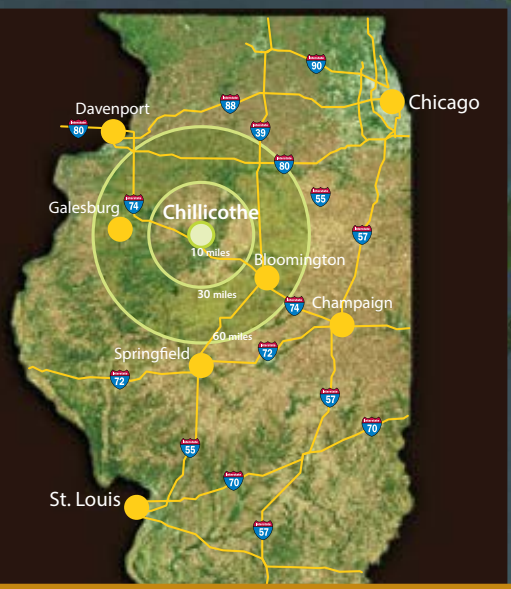 90
Chicago
88
Davenport
80
39
80
55
74
Galesburg
Chillicothe
57
10 miles
Bloomington
30 miles
74
Champaign
60 miles
Springfield
72
72
57
70
55
70
St. Louis
57